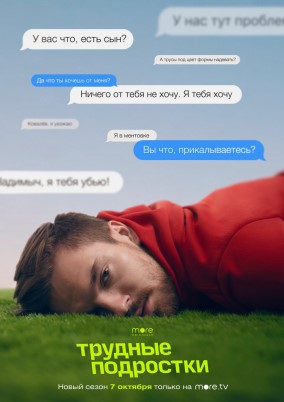 У нас тут пробле
У вас что, есть сын?
А трусы под цвет формы надевать?
Да что ты хочешь от меня?
Ничего от тебя не хочу. Я тебя хочу
Ковалёв, я ухожу
Я в ментовке
Вы что, прикалываетесь?
Вадимыч, я тебя убью!
more
ORIGINALS
трудные
подростки
Новый сезон 7 октября только на more.tv